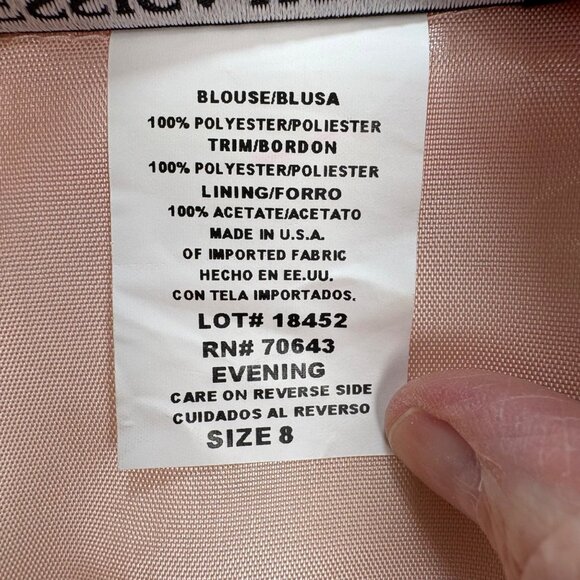 BLOUSE/BLUSA
100% POLYESTER/POLIESTER
TRIM/BORDON
100% POLYESTER/POLIESTER
LINING/FORRO
100% ACETATE/ACETATO
MADE IN U.S.A.
OF IMPORTED FABRIC
HECHO EN EE.UU.
CON TELA IMPORTADOS.
LOT# 18452
RN# 70643
EVENING
CARE ON REVERSE SIDE
CUIDADOS AL REVERSO
SIZE 8